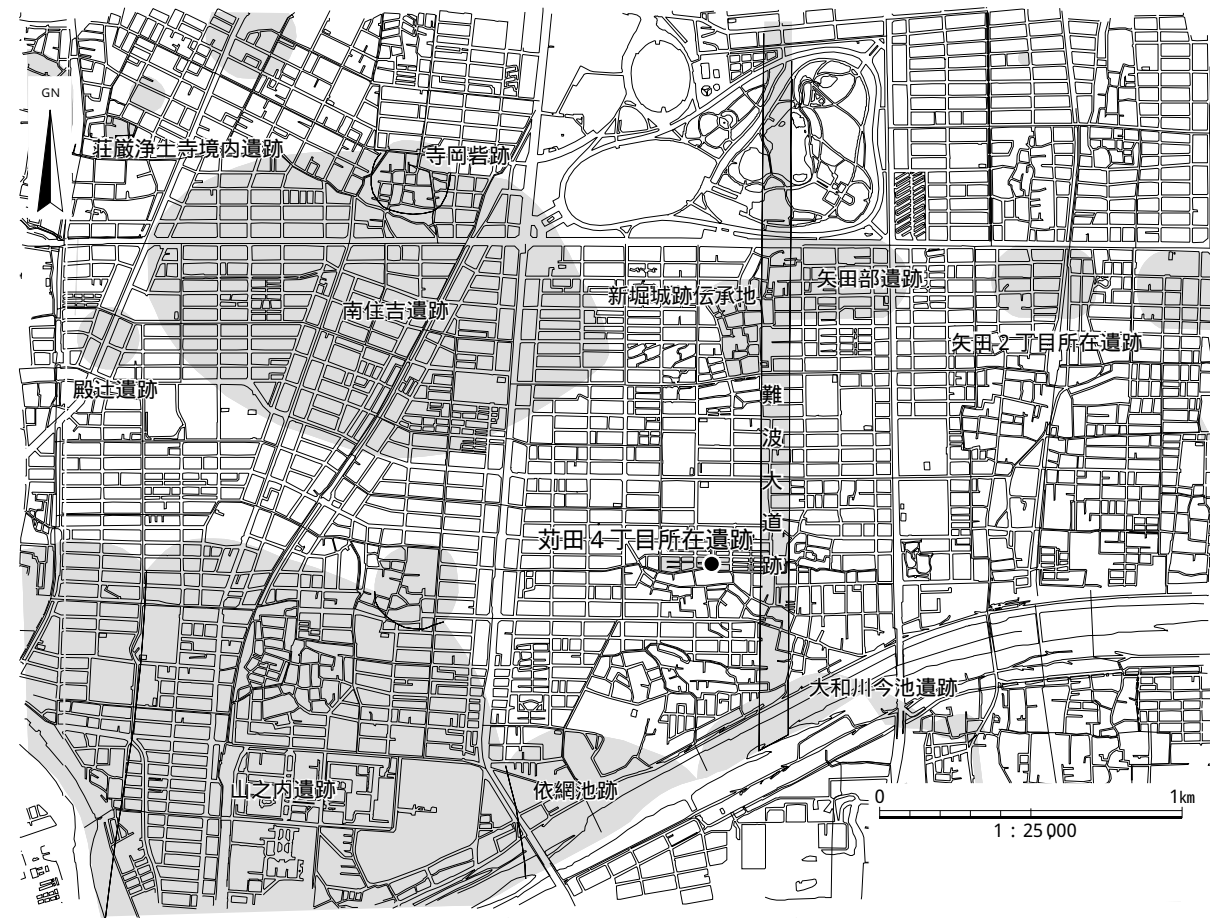 GN
荘厳浄土寺境内遺跡
寺岡砦跡
矢田部遺跡
新堀城跡伝承地
南住吉遺跡
矢田2丁目所在遺跡
殿辻遺跡
難波大道跡
苅田4丁目所在遺跡
大和川今池遺跡
山之内遺跡
依網池跡
0 1km
1：25,000